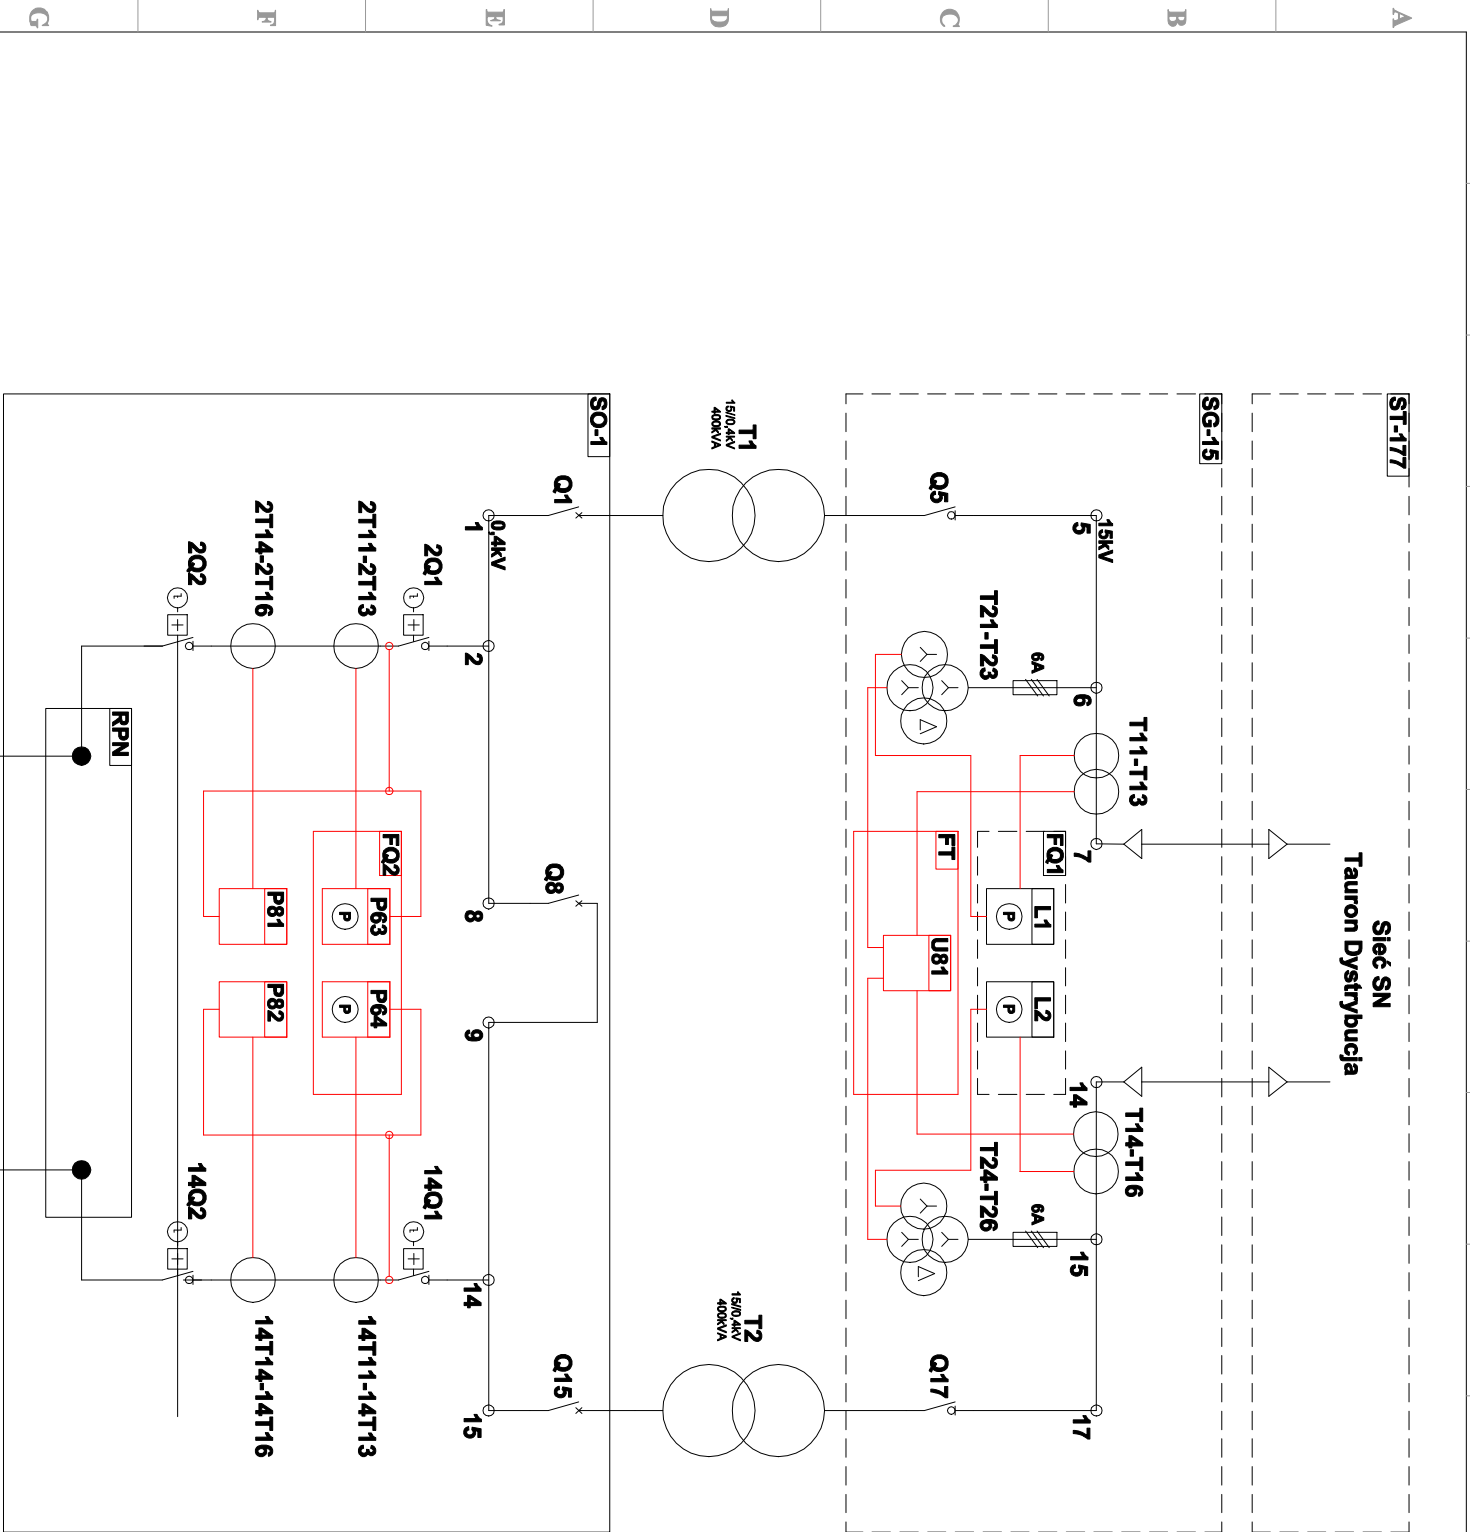 A
B
C
D
E
F
G
ST-177
Sieć SN
Tauron Dystrybucja
SG-15
15kV
5
6
7
14
15
17
T11-T13
T14-T16
FQ1
L1
P
L2
P
6A
6A
Q5
T21-T23
FT
U81
T24-T26
Q17
T1
15//0,4kV
400kVA
T2
15//0,4kV
400kVA
SO-1
Q1
Q8
Q15
0,4kV
1
2
8
9
14
15
2Q1
14Q1
FQ2
2T11-2T13
P63
P
P64
P
14T11-14T13
2T14-2T16
P81
P82
14T14-14T16
2Q2
14Q2
RPN